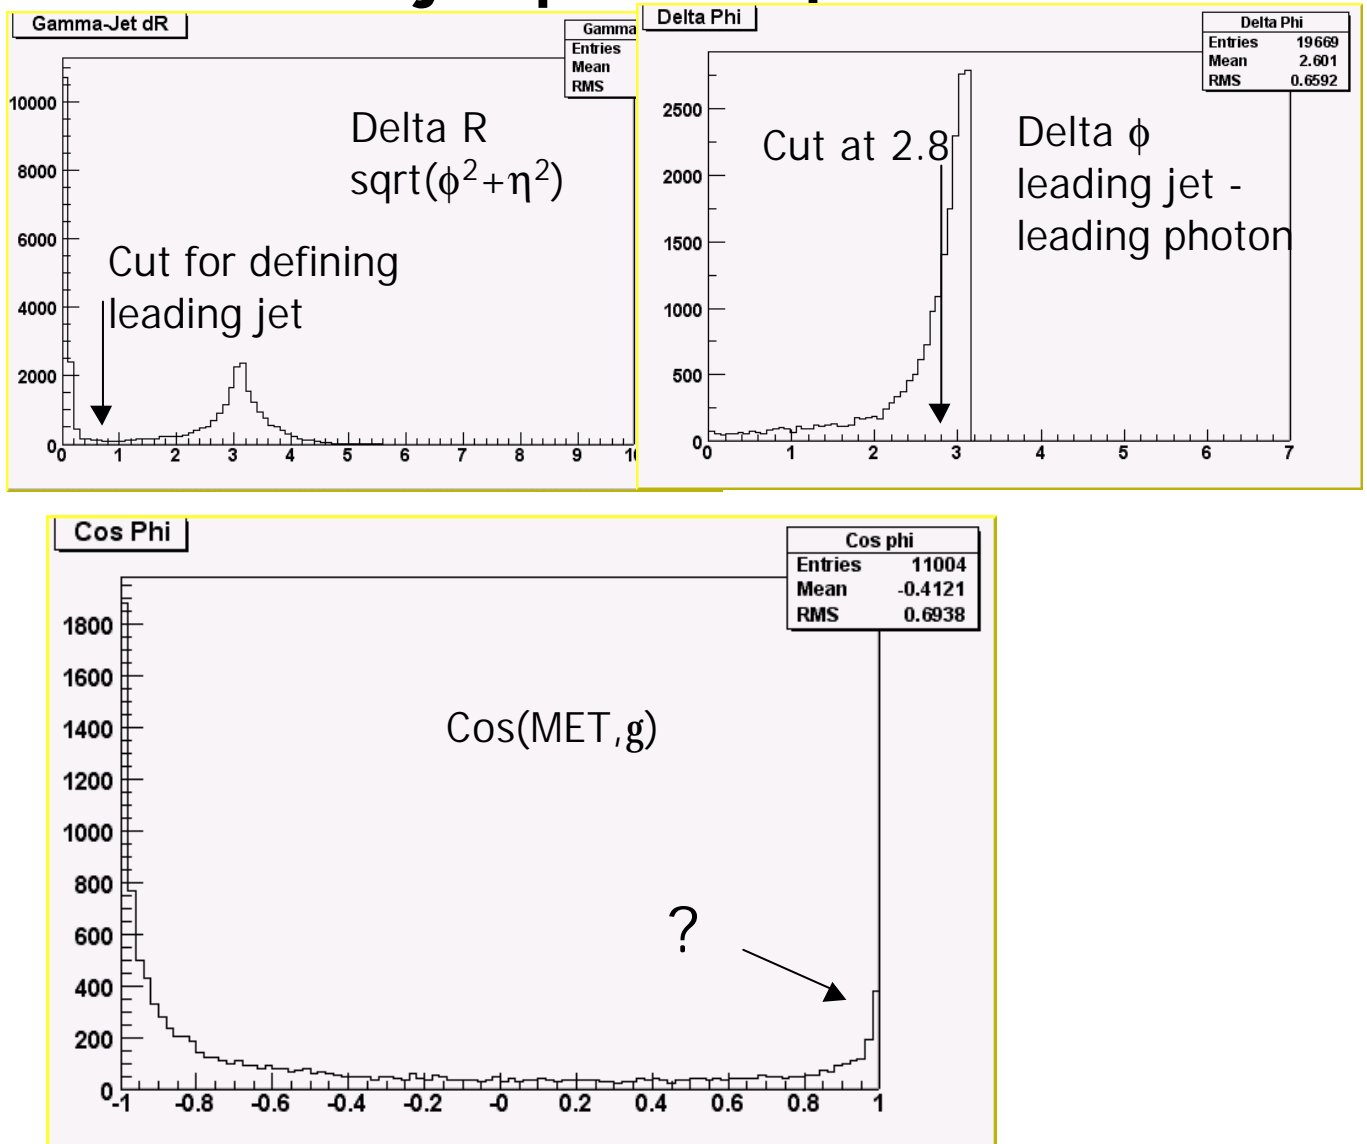 Gamma-Jet dR
Gamma
Entries
Mean
RMS
10000
8000
6000
4000
2000
0
0 1 2 3 4 5 6 7 8 9
Delta R
sqrt(ϕ²+η²)
Cut for defining
leading jet
Delta Phi
Delta Phi
Entries 19669
Mean 2.601
RMS 0.6592
2500
2000
1500
1000
500
0
0 1 2 3 4 5 6 7
Cut at 2.8
Delta ϕ
leading jet -
leading photon
Cos Phi
Cos phi
Entries 11004
Mean -0.4121
RMS 0.6938
1800
1600
1400
1200
1000
800
600
400
200
0
-1 -0.8 -0.6 -0.4 -0.2 -0 0.2 0.4 0.6 0.8 1
Cos(MET,g)
?